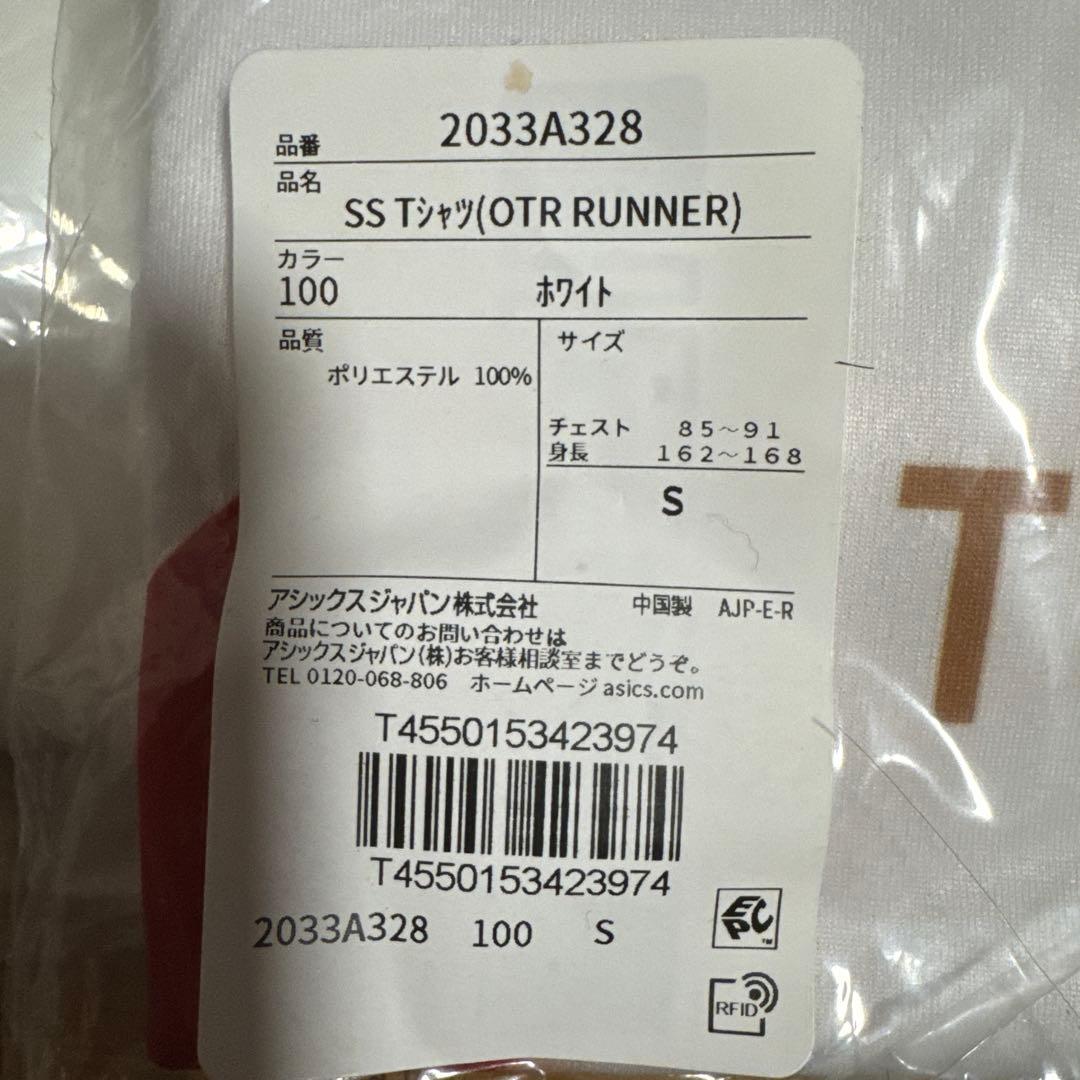 品番 2033A328
品名
SS Tｼｬﾂ(OTR RUNNER)
カラー
100 ﾎﾜｲﾄ
品質 サイズ
ポリエステル 100%
チェスト 85～91
身長 162～168
S
アシックスジャパン株式会社 中国製 AJP-E-R
商品についてのお問い合わせは
アシックスジャパン(株)お客様相談室までどうぞ。
TEL 0120-068-806 ホームページ asics.com
T4550153423974
T4550153423974
2033A328 100 S
EPC™
RFID
T